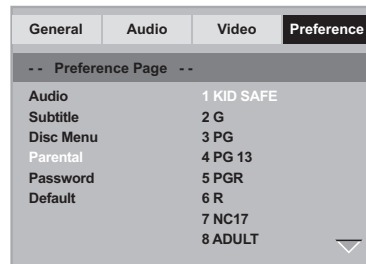 General Audio Video Preference
-- Preference Page --
Audio 1 KID SAFE
Subtitle 2 G
Disc Menu 3 PG
Parental 4 PG 13
Password 5 PGR
Default 6 R
7 NC17
8 ADULT